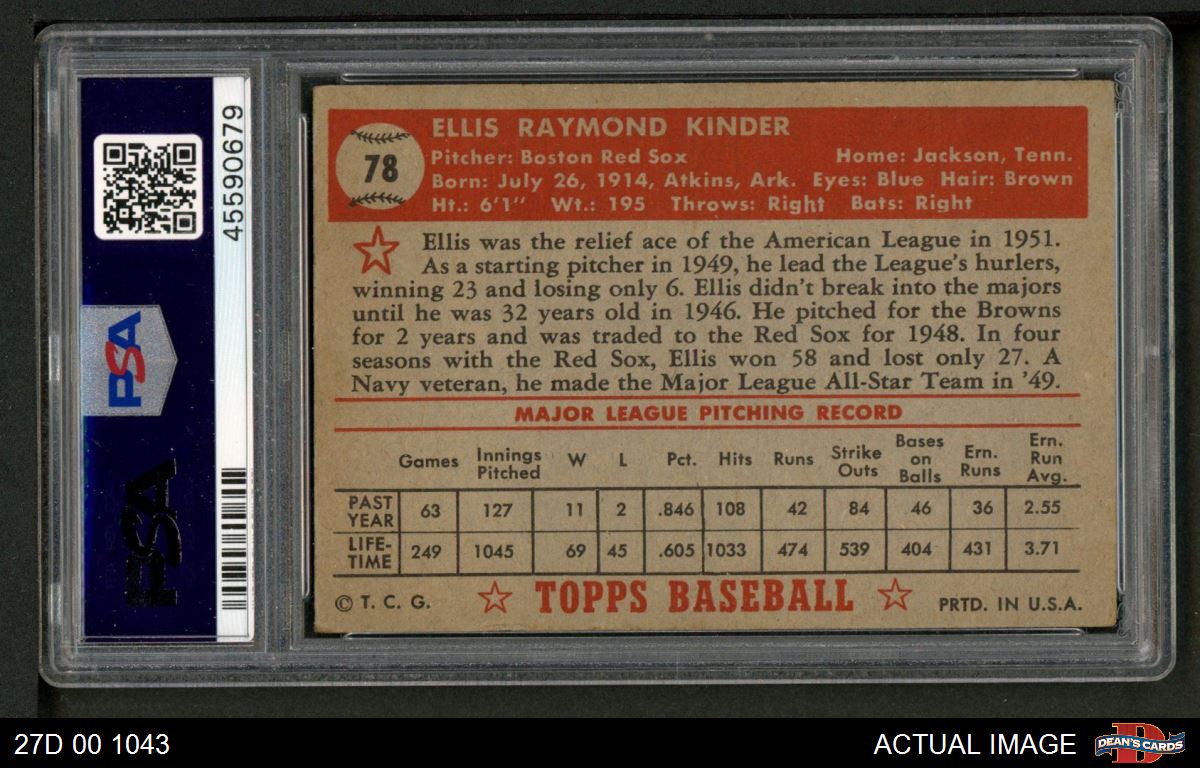 ELLIS RAYMOND KINDER
78
Pitcher: Boston Red Sox Home: Jackson, Tenn.
Born: July 26, 1914, Atkins, Ark. Eyes: Blue Hair: Brown
Ht.: 6'1" Wt.: 195 Throws: Right Bats: Right
Ellis was the relief ace of the American League in 1951.
As a starting pitcher in 1949, he lead the League's hurlers,
winning 23 and losing only 6. Ellis didn't break into the majors
until he was 32 years old in 1946. He pitched for the Browns
for 2 years and was traded to the Red Sox for 1948. In four
seasons with the Red Sox, Ellis won 58 and lost only 27. A
Navy veteran, he made the Major League All-Star Team in '49.
MAJOR LEAGUE PITCHING RECORD
Games Innings Pitched W L Pct. Hits Runs Strike Outs Bases on Balls Ern. Runs Ern. Run Avg.
PAST YEAR 63 127 11 2 .846 108 42 84 46 36 2.55
LIFE-TIME 249 1045 69 45 .605 1033 474 539 404 431 3.71
© T. C. G. TOPPS BASEBALL PRTD. IN U.S.A.
45590679
PSA
PSA
PSA
27D 00 1043 ACTUAL IMAGE
D
DEAN'S CARDS